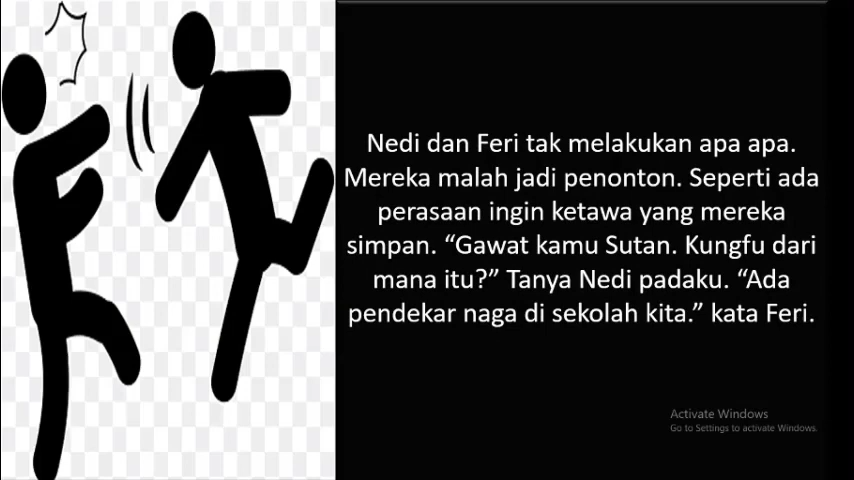 Nedi dan Feri tak melakukan apa apa.
Mereka malah jadi penonton. Seperti ada
perasaan ingin ketawa yang mereka
simpan. “Gawat kamu Sutan. Kungfu dari
mana itu?” Tanya Nedi padaku. “Ada
pendekar naga di sekolah kita.” kata Feri.
Activate Windows
Go to Settings to activate Windows.